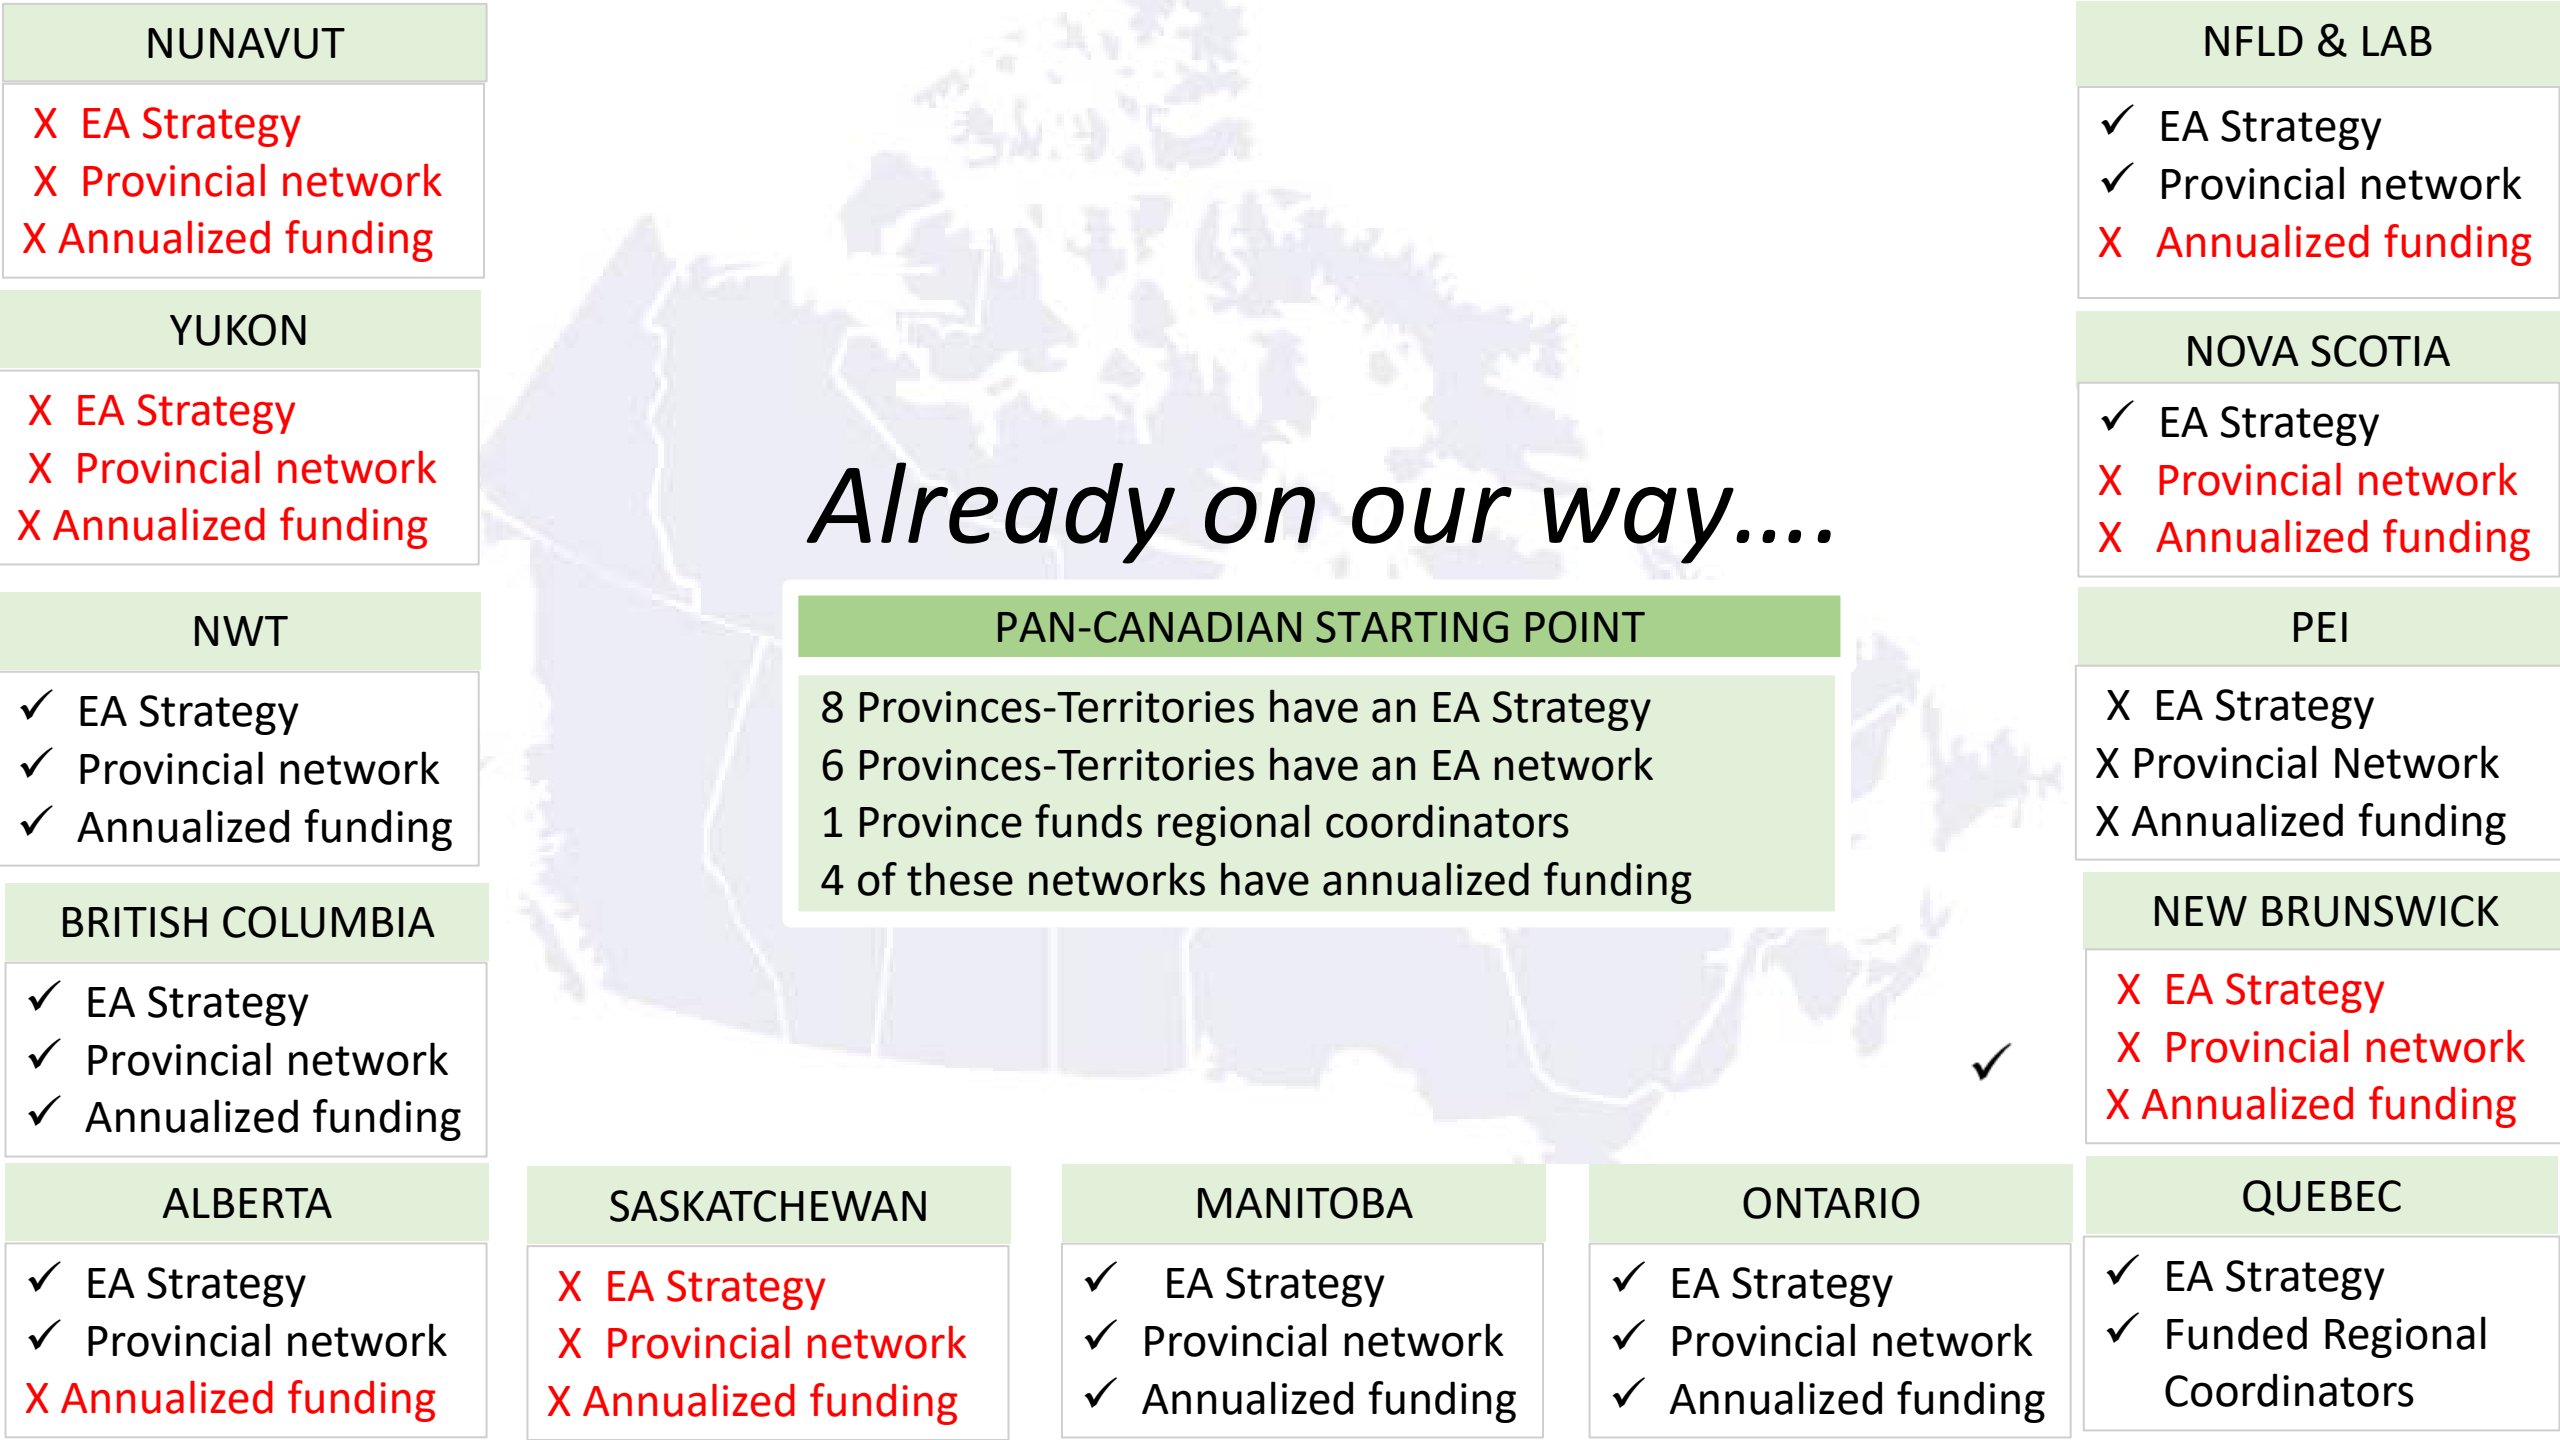 NUNAVUT
X EA Strategy
X Provincial network
X Annualized funding
YUKON
X EA Strategy
X Provincial network
X Annualized funding
NWT
✓ EA Strategy
✓ Provincial network
✓ Annualized funding
BRITISH COLUMBIA
✓ EA Strategy
✓ Provincial network
✓ Annualized funding
ALBERTA
✓ EA Strategy
✓ Provincial network
X Annualized funding
SASKATCHEWAN
X EA Strategy
X Provincial network
X Annualized funding
MANITOBA
✓ EA Strategy
✓ Provincial network
✓ Annualized funding
ONTARIO
✓ EA Strategy
✓ Provincial network
✓ Annualized funding
Already on our way....
PAN-CANADIAN STARTING POINT
8 Provinces-Territories have an EA Strategy
6 Provinces-Territories have an EA network
1 Province funds regional coordinators
4 of these networks have annualized funding
✓
NFLD & LAB
✓ EA Strategy
✓ Provincial network
X Annualized funding
NOVA SCOTIA
✓ EA Strategy
X Provincial network
X Annualized funding
PEI
X EA Strategy
X Provincial Network
X Annualized funding
NEW BRUNSWICK
X EA Strategy
X Provincial network
X Annualized funding
QUEBEC
✓ EA Strategy
✓ Funded Regional
Coordinators